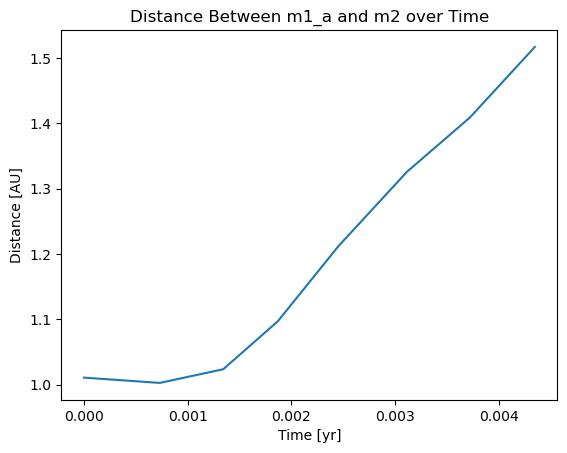 Distance Between m1_a and m2 over Time
Distance [AU]
1.5
1.4
1.3
1.2
1.1
1.0
0.000 0.001 0.002 0.003 0.004
Time [yr]